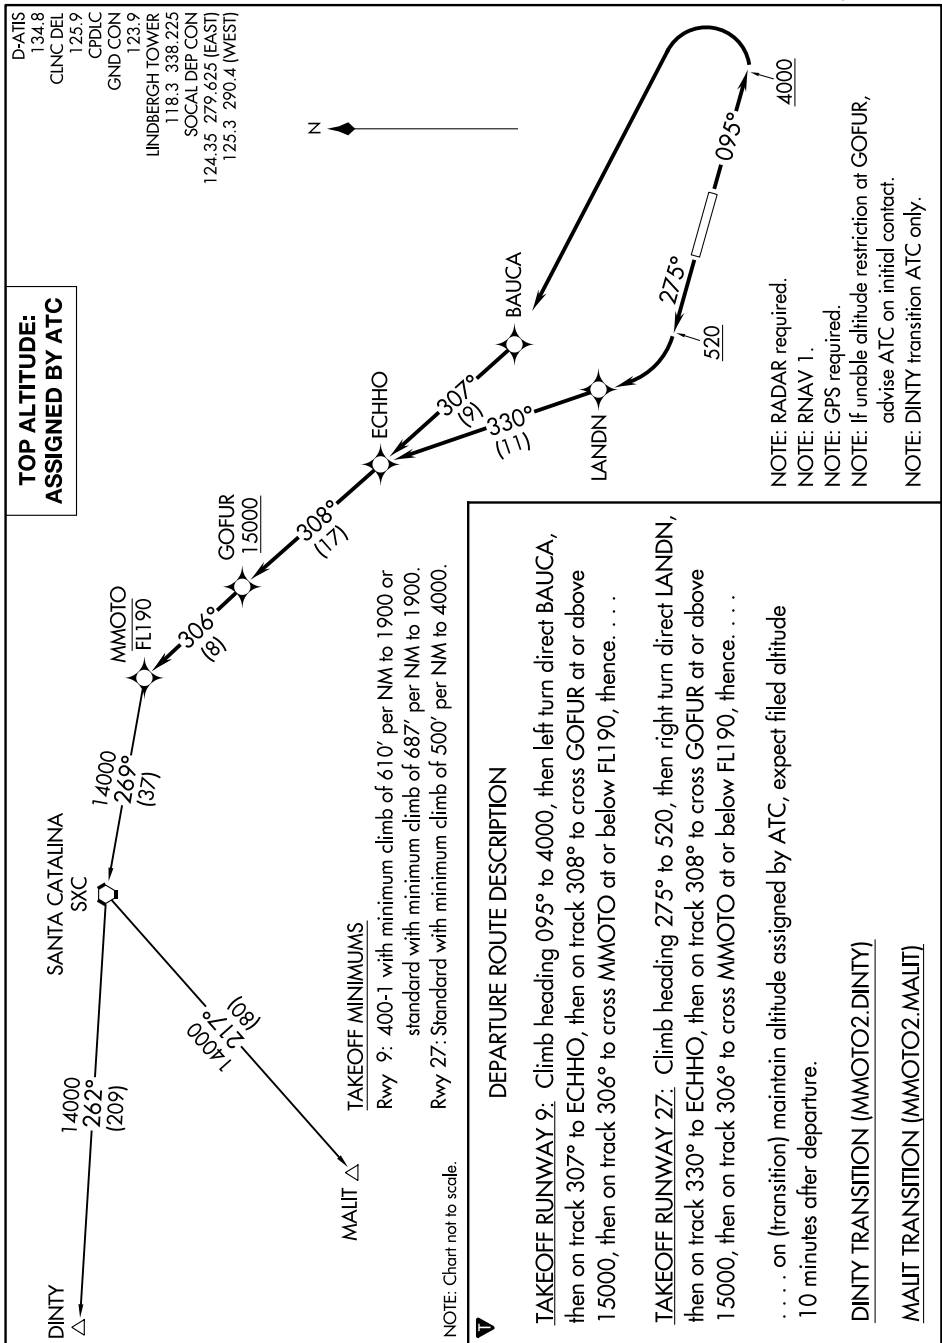 D-ATIS
134.8
CLNC DEL
125.9
CPDLC
GND CON
123.9
LINDBERGH TOWER
118.3 338.225
SOCAL DEP CON
124.35 279.625 (EAST)
125.3 290.4 (WEST)
TOP ALTITUDE:
ASSIGNED BY ATC
N
DINTY
14000
262°
(209)
SANTA CATALINA
SXC
14000
269°
(37)
MMOTO
FL190
306°
(8)
GOFUR
15000
308°
(17)
ECHHO
307°
(9)
BAUCA
330°
(11)
LANDN
14000
217°
(80)
MALIT
275°
520
095°
4000
TAKEOFF MINIMUMS
Rwy 9: 400-1 with minimum climb of 610' per NM to 1900 or
standard with minimum climb of 687' per NM to 1900.
Rwy 27: Standard with minimum climb of 500' per NM to 4000.
NOTE: Chart not to scale.
NOTE: RADAR required.
NOTE: RNAV 1.
NOTE: GPS required.
NOTE: If unable altitude restriction at GOFUR,
advise ATC on initial contact.
NOTE: DINTY transition ATC only.
T
DEPARTURE ROUTE DESCRIPTION
TAKEOFF RUNWAY 9: Climb heading 095° to 4000, then left turn direct BAUCA,
then on track 307° to ECHHO, then on track 308° to cross GOFUR at or above
15000, then on track 306° to cross MMOTO at or below FL190, thence. . . .
TAKEOFF RUNWAY 27: Climb heading 275° to 520, then right turn direct LANDN,
then on track 330° to ECHHO, then on track 308° to cross GOFUR at or above
15000, then on track 306° to cross MMOTO at or below FL190, thence. . . .
. . . . on (transition) maintain altitude assigned by ATC, expect filed altitude
10 minutes after departure.
DINTY TRANSITION (MMOTO2.DINTY)
MALIT TRANSITION (MMOTO2.MALIT)